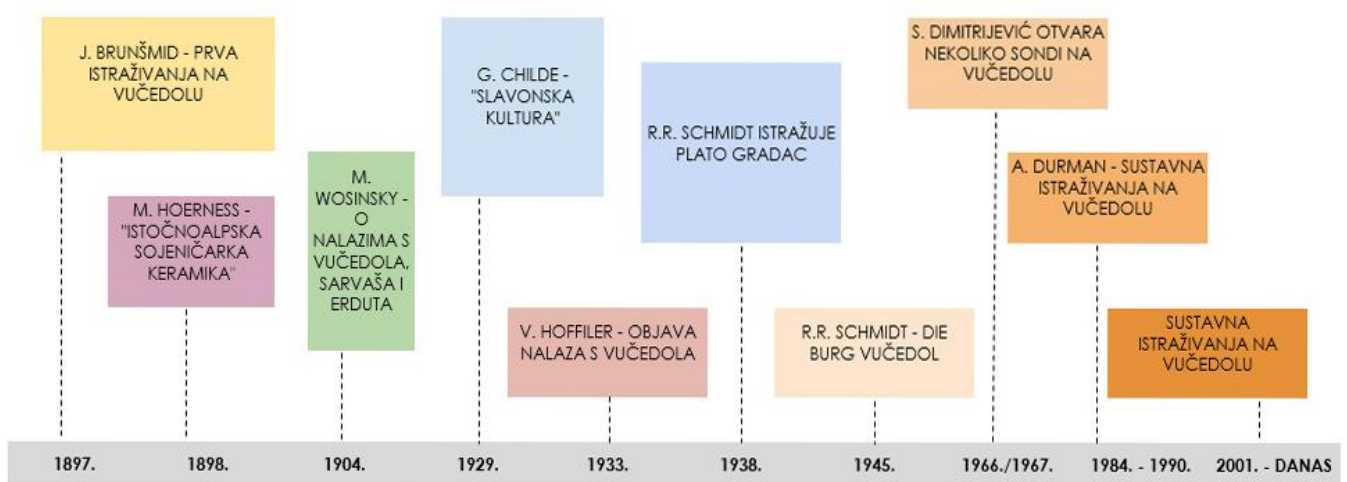 J. BRUNŠMID - PRVA
ISTRAŽIVANJA NA
VUČEDOLU
M. HOERNESS -
"ISTOČNOALPSKA
SOJENIČARKA
KERAMIKA"
M.
WOSINSKY -
O
NALAZIMA S
VUČEDOLA,
SARVAŠA I
ERDUTA
G. CHILDE -
"SLAVONSKA
KULTURA"
V. HOFFILER - OBJAVA
NALAZA S VUČEDOLA
R.R. SCHMIDT ISTRAŽUJE
PLATO GRADAC
R.R. SCHMIDT - DIE
BURG VUČEDOL
S. DIMITRIJEVIĆ OTVARA
NEKOLIKO SONDI NA
VUČEDOLU
A. DURMAN - SUSTAVNA
ISTRAŽIVANJA NA
VUČEDOLU
SUSTAVNA
ISTRAŽIVANJA NA
VUČEDOLU
1897. 1898. 1904. 1929. 1933. 1938. 1945. 1966./1967. 1984. - 1990. 2001. - DANAS